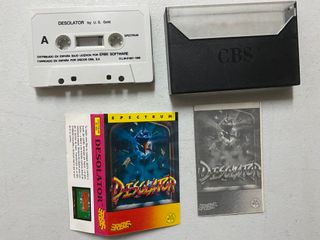 DESOLATOR by U. S. Gold
A
SPECTRUM
DISTRIBUIDO EN ESPAÑA BAJO LICENCIA POR ERBE SOFTWARE
FABRICADO EN ESPAÑA POR DISCOS CBS, S.A.
CBS
SPECTRUM
DESOLATOR
DESOLATOR
DESOLATOR